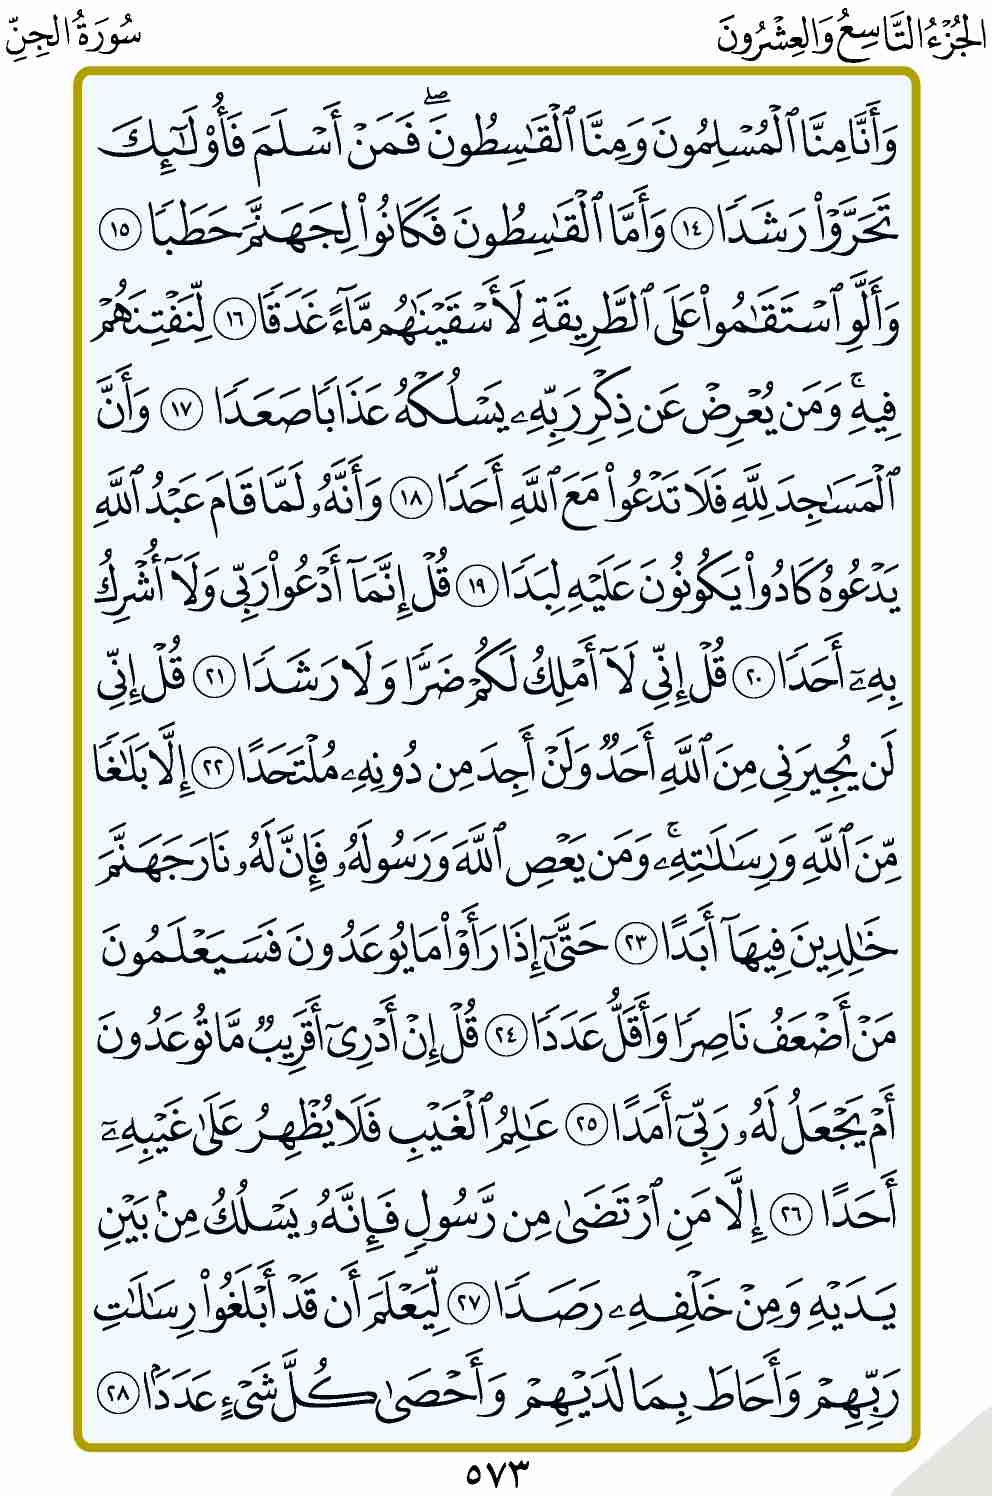 الجُزْءُ التَّاسِعُ وَالعِشْرُونَ
سُورَةُ الجِنِّ
وَأَنَّا مِنَّا ٱلْمُسْلِمُونَ وَمِنَّا ٱلْقَٰسِطُونَۖ فَمَنْ أَسْلَمَ فَأُو۟لَٰٓئِكَ
تَحَرَّوْا۟ رَشَدًا ١٤ وَأَمَّا ٱلْقَٰسِطُونَ فَكَانُوا۟ لِجَهَنَّمَ حَطَبًا ١٥
وَأَلَّوِ ٱسْتَقَٰمُوا۟ عَلَى ٱلطَّرِيقَةِ لَأَسْقَيْنَٰهُم مَّآءً غَدَقًا ١٦ لِّنَفْتِنَهُمْ
فِيهِۚ وَمَن يُعْرِضْ عَن ذِكْرِ رَبِّهِۦ يَسْلُكْهُ عَذَابًا صَعَدًا ١٧ وَأَنَّ
ٱلْمَسَٰجِدَ لِلَّهِ فَلَا تَدْعُوا۟ مَعَ ٱللَّهِ أَحَدًا ١٨ وَأَنَّهُۥ لَمَّا قَامَ عَبْدُ ٱللَّهِ
يَدْعُوهُ كَادُوا۟ يَكُونُونَ عَلَيْهِ لِبَدًا ١٩ قُلْ إِنَّمَآ أَدْعُوا۟ رَبِّى وَلَآ أُشْرِكُ
بِهِۦٓ أَحَدًا ٢٠ قُلْ إِنِّى لَآ أَمْلِكُ لَكُمْ ضَرًّا وَلَا رَشَدًا ٢١ قُلْ إِنِّى
لَن يُجِيرَنِى مِنَ ٱللَّهِ أَحَدٌ وَلَنْ أَجِدَ مِن دُونِهِۦ مُلْتَحَدًا ٢٢ إِلَّا بَلَٰغًا
مِّنَ ٱللَّهِ وَرِسَٰلَٰتِهِۦۚ وَمَن يَعْصِ ٱللَّهَ وَرَسُولَهُۥ فَإِنَّ لَهُۥ نَارَ جَهَنَّمَ
خَٰلِدِينَ فِيهَآ أَبَدًا ٢٣ حَتَّىٰٓ إِذَا رَأَوْا۟ مَا يُوعَدُونَ فَسَيَعْلَمُونَ
مَنْ أَضْعَفُ نَاصِرًا وَأَقَلُّ عَدَدًا ٢٤ قُلْ إِنْ أَدْرِىٓ أَقَرِيبٌ مَّا تُوعَدُونَ
أَمْ يَجْعَلُ لَهُۥ رَبِّىٓ أَمَدًا ٢٥ عَٰلِمُ ٱلْغَيْبِ فَلَا يُظْهِرُ عَلَىٰ غَيْبِهِۦٓ
أَحَدًا ٢٦ إِلَّا مَنِ ٱرْتَضَىٰ مِن رَّسُولٍ فَإِنَّهُۥ يَسْلُكُ مِنۢ بَيْنِ
يَدَيْهِ وَمِنْ خَلْفِهِۦ رَصَدًا ٢٧ لِّيَعْلَمَ أَن قَدْ أَبْلَغُوا۟ رِسَٰلَٰتِ
رَبِّهِمْ وَأَحَاطَ بِمَا لَدَيْهِمْ وَأَحْصَىٰ كُلَّ شَىْءٍ عَدَدًۢا ٢٨
٥٧٣